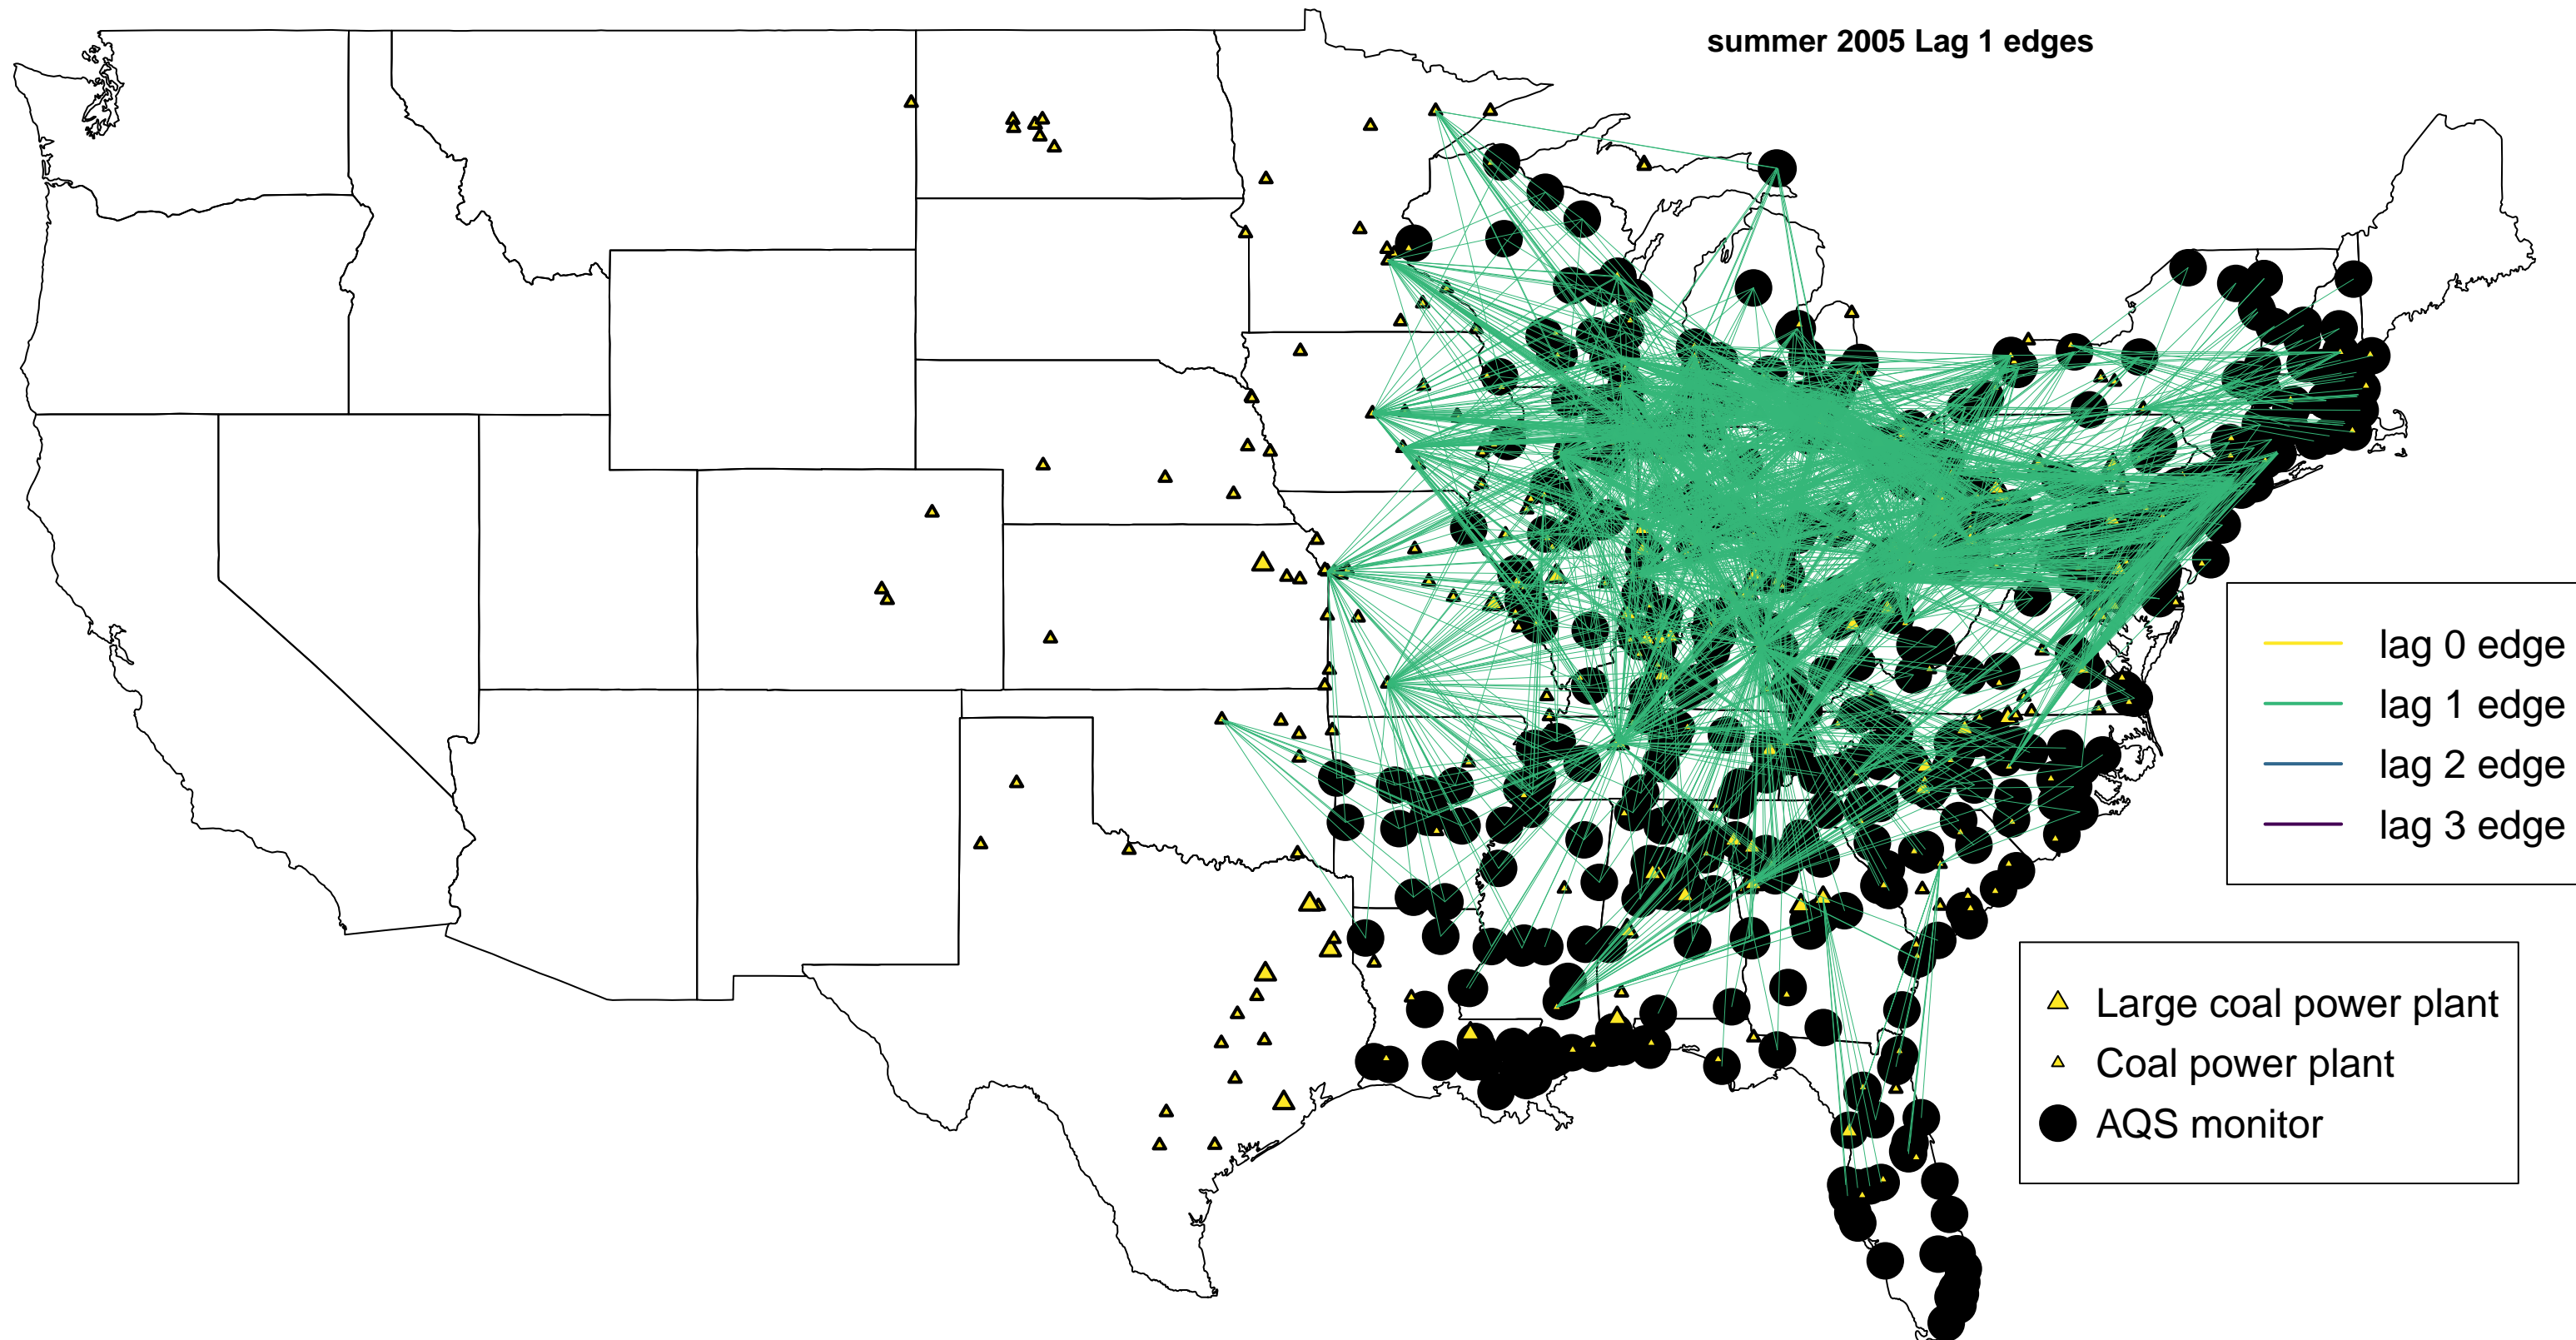 summer 2005 Lag 1 edges
lag 0 edge
lag 1 edge
lag 2 edge
lag 3 edge
Large coal power plant
Coal power plant
AQS monitor